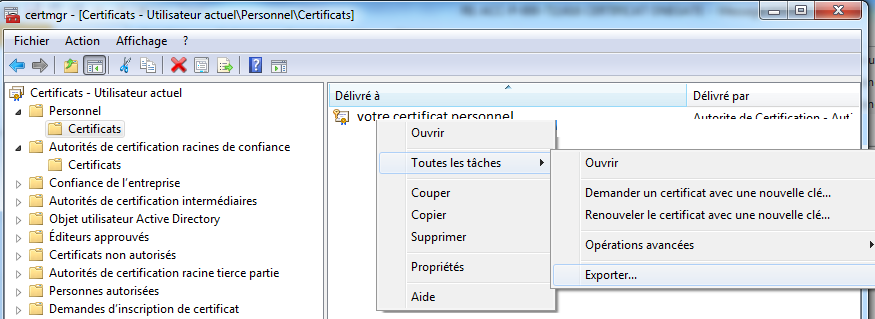 certmgr - [Certificats - Utilisateur actuel\Personnel\Certificats]
Fichier Action Affichage ?
Certificats - Utilisateur actuel
Personnel
Certificats
Autorités de certification racines de confiance
Certificats
Confiance de l'entreprise
Autorités de certification intermédiaires
Objet utilisateur Active Directory
Éditeurs approuvés
Certificats non autorisés
Autorités de certification racine tierce partie
Personnes autorisées
Demandes d'inscription de certificat
Délivré à Délivré par
votre certificat personnel Autorite de Certification - Aut
Ouvrir
Toutes les tâches
Couper
Copier
Supprimer
Propriétés
Aide
Ouvrir
Demander un certificat avec une nouvelle clé...
Renouveler le certificat avec une nouvelle clé...
Opérations avancées
Exporter...